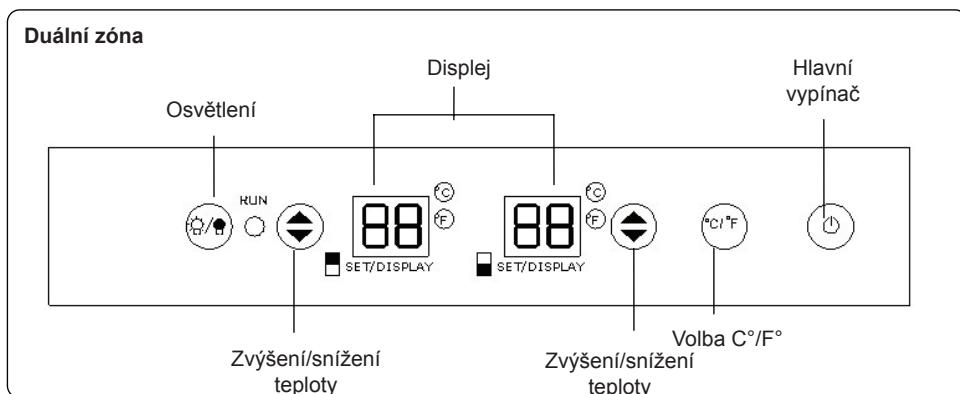 Duální zóna
Displej
Hlavní
vypínač
Osvětlení
RUN
°C
°F
88
SET/DISPLAY
°C
°F
88
SET/DISPLAY
°C/°F
Volba C°/F°
Zvýšení/snížení
teploty
Zvýšení/snížení
teploty